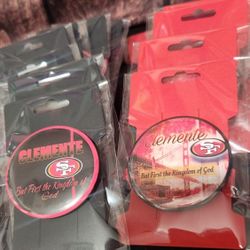 CLEMENTE
SF
But First the Kingdom of
God
Clemente
SF
But First the Kingdom of God